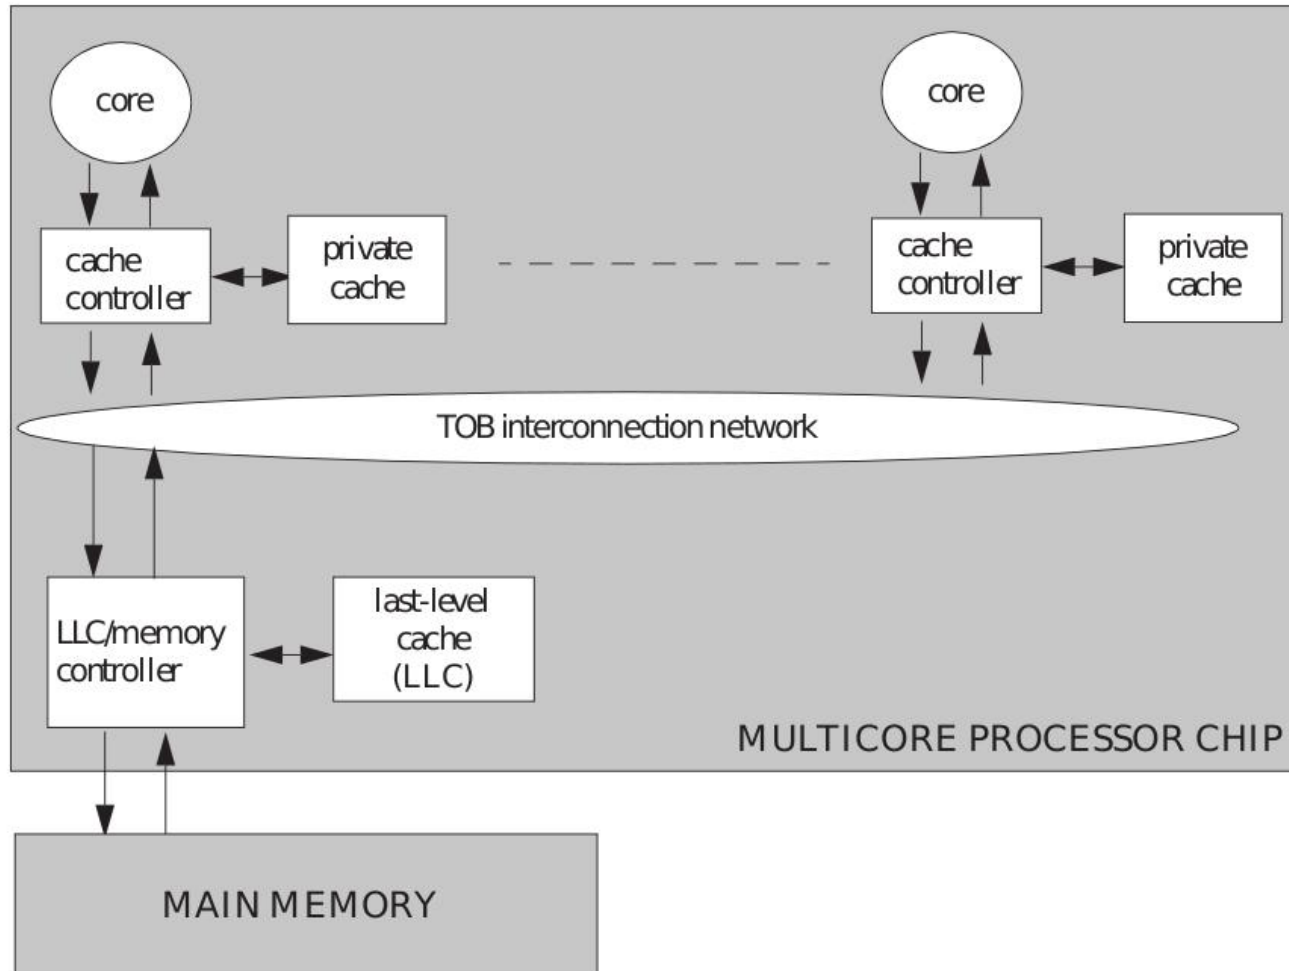 core
core
cache
controller
private
cache
cache
controller
private
cache
TOB interconnection network
LLC/memory
controller
last-level
cache
(LLC)
MULTICORE PROCESSOR CHIP
MAIN MEMORY